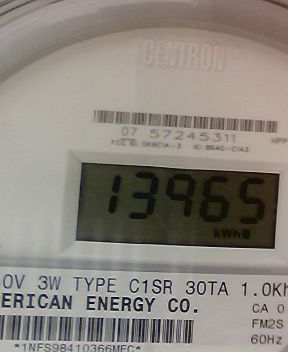 CENTRON®
07 57245311
13965
kWh
0V 3W TYPE C1SR 30TA 1.0Kh
ERICAN ENERGY CO.
CA 0
FM2S
60Hz
*1NFS98410366MFC*